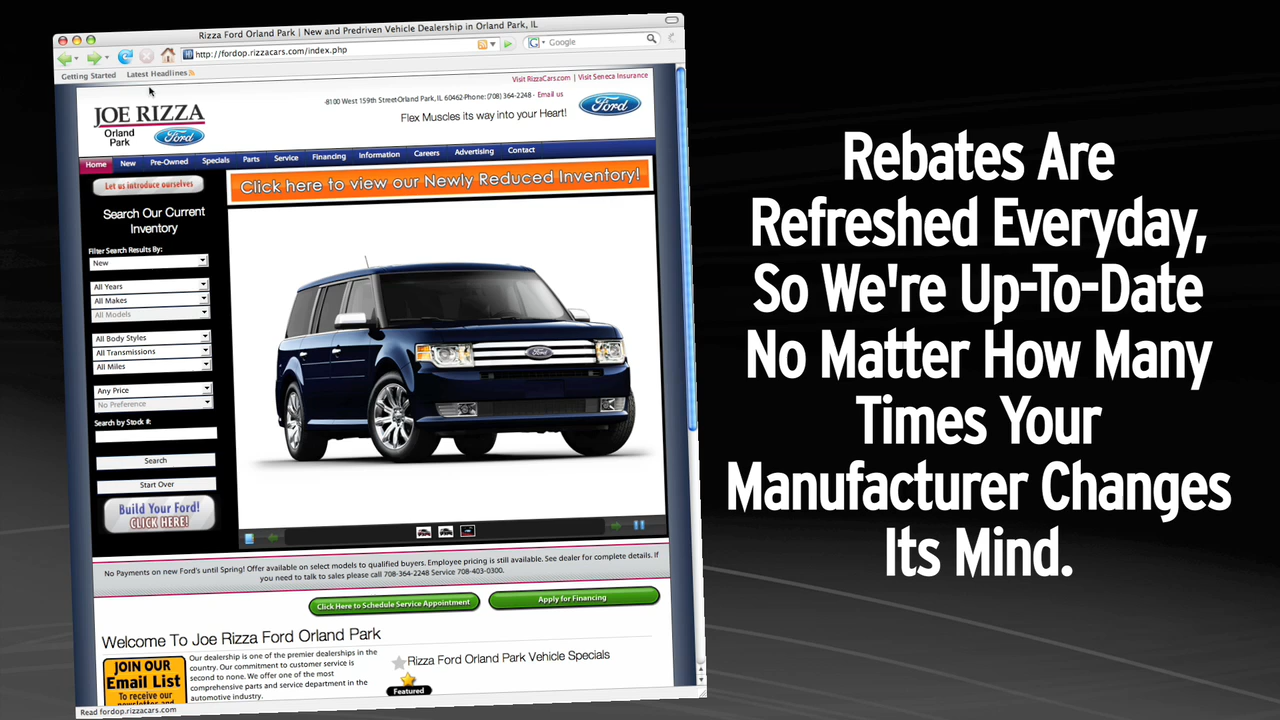 Rizza Ford Orland Park | New and Predriven Vehicle Dealership in Orland Park, IL
http://fordop.rizzacars.com/index.php
Google
Getting Started
Latest Headlines
Visit RizzaCars.com | Visit Seneca Insurance
8100 West 159th StreetOrland Park, IL 60462-Phone: (708) 364-2248 - Email us
JOE RIZZA
Orland
Park
Ford
Flex Muscles its way into your Heart!
Ford
Home New Pre-Owned Specials Parts Service Financing Information Careers Advertising Contact
Let us introduce ourselves
Click here to view our Newly Reduced Inventory!
Search Our Current
Inventory
Filter Search Results By:
New
All Years
All Makes
All Models
All Body Styles
All Transmissions
All Miles
Any Price
No Preference
Search by Stock #:
Search
Start Over
Build Your Ford!
CLICK HERE!
Ford
No Payments on new Ford's until Spring! Offer available on select models to qualified buyers. Employee pricing is still available. See dealer for complete details. If
you need to talk to sales please call 708-364-2248 Service 708-403-0300.
Click Here to Schedule Service Appointment
Apply for Financing
Welcome To Joe Rizza Ford Orland Park
JOIN OUR
Email List
To receive our
newsletter and
Our dealership is one of the premier dealerships in the
country. Our commitment to customer service is
second to none. We offer one of the most
comprehensive parts and service department in the
automotive industry.
Rizza Ford Orland Park Vehicle Specials
Featured
Read fordop.rizzacars.com
Rebates Are
Refreshed Everyday,
So We're Up-To-Date
No Matter How Many
Times Your
Manufacturer Changes
Its Mind.